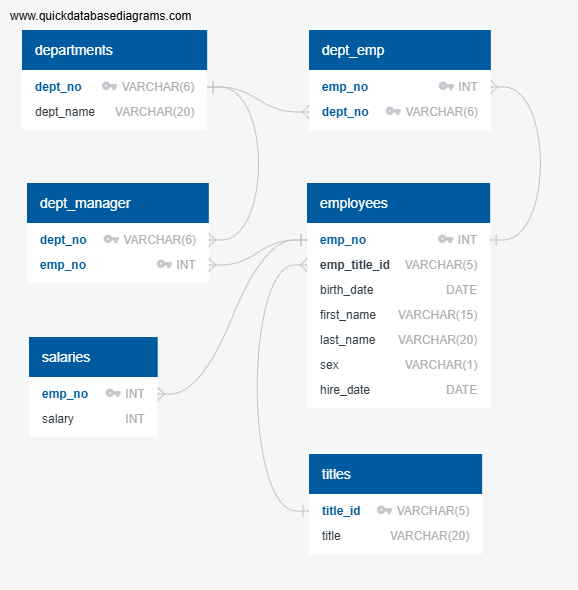 www.quickdatabasediagrams.com
departments
dept_no VARCHAR(6)
dept_name VARCHAR(20)
dept_emp
emp_no INT
dept_no VARCHAR(6)
dept_manager
dept_no VARCHAR(6)
emp_no INT
employees
emp_no INT
emp_title_id VARCHAR(5)
birth_date DATE
first_name VARCHAR(15)
last_name VARCHAR(20)
sex VARCHAR(1)
hire_date DATE
salaries
emp_no INT
salary INT
titles
title_id VARCHAR(5)
title VARCHAR(20)